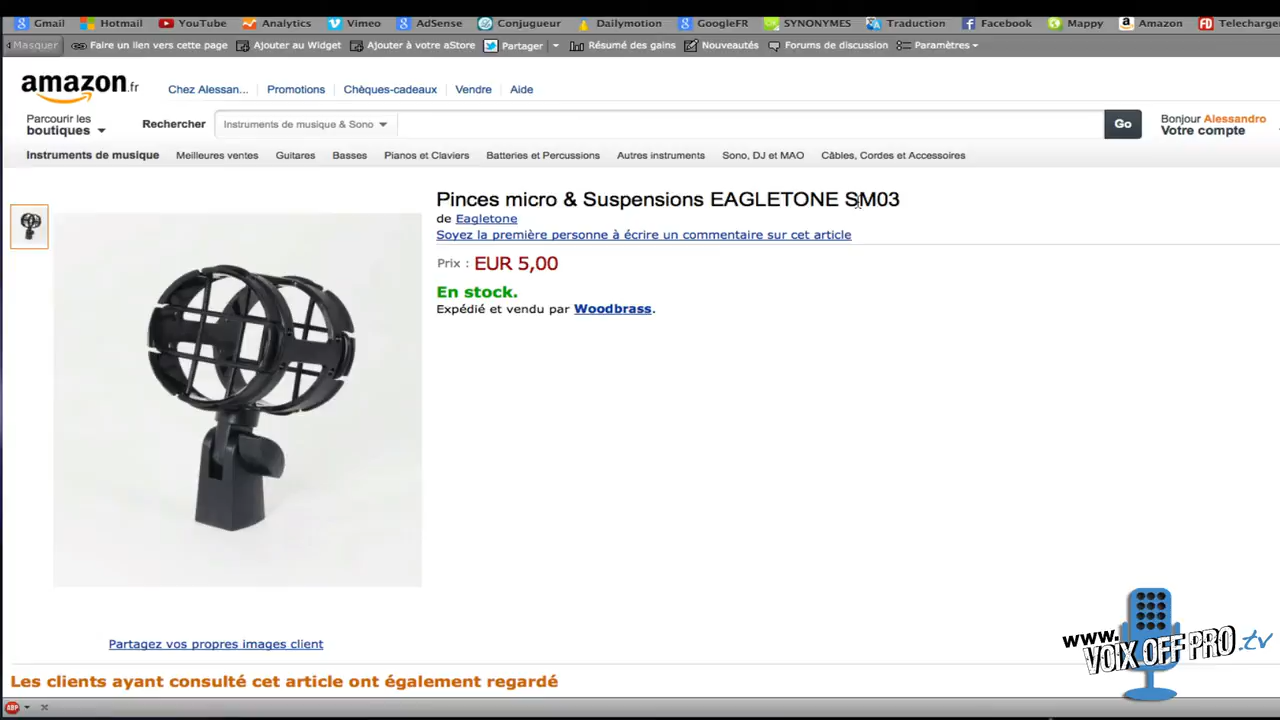 Gmail Hotmail YouTube Analytics Vimeo AdSense Conjugueur Dailymotion GoogleFR SYNONYMES Traduction Facebook Mappy Amazon Telecharge
Masquer Faire un lien vers cette page Ajouter au Widget Ajouter à votre aStore Partager Résumé des gains Nouveautés Forums de discussion Paramètres
amazon.fr
Chez Alessan... Promotions Chèques-cadeaux Vendre Aide
Parcourir les
boutiques
Rechercher Instruments de musique & Sono Go
Bonjour Alessandro
Votre compte
Instruments de musique Meilleures ventes Guitares Basses Pianos et Claviers Batteries et Percussions Autres instruments Sono, DJ et MAO Câbles, Cordes et Accessoires
Pinces micro & Suspensions EAGLETONE SM03
de Eagletone
Soyez la première personne à écrire un commentaire sur cet article
Prix : EUR 5,00
En stock.
Expédié et vendu par Woodbrass.
Partagez vos propres images client
www.
VOIX OFF PRO.tv
Les clients ayant consulté cet article ont également regardé
ABP